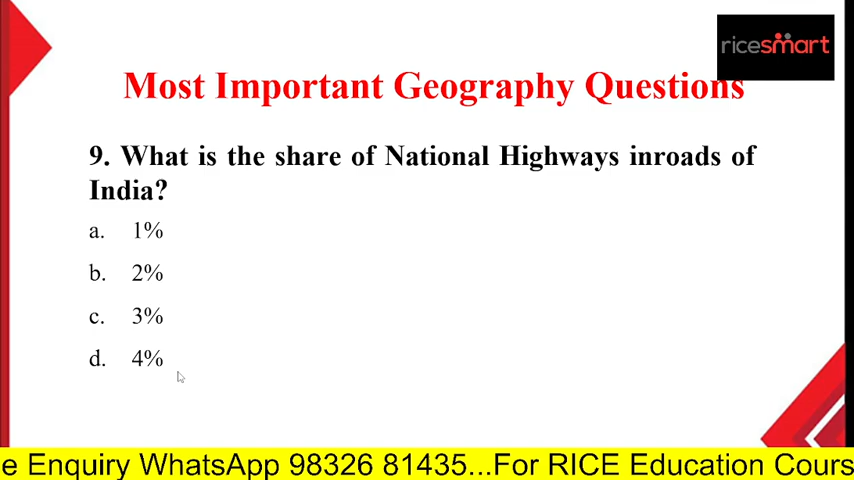 ricesmart
Most Important Geography Questions
9. What is the share of National Highways inroads of
India?
a. 1%
b. 2%
c. 3%
d. 4%
e Enquiry WhatsApp 98326 81435...For RICE Education Cours